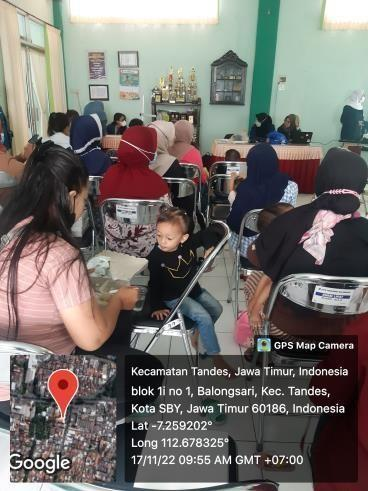 GPS Map Camera
Kecamatan Tandes, Jawa Timur, Indonesia
blok 1i no 1, Balongsari, Kec. Tandes,
Kota SBY, Jawa Timur 60186, Indonesia
Lat -7.259202°
Long 112.678325°
17/11/22 09:55 AM GMT +07:00
Google